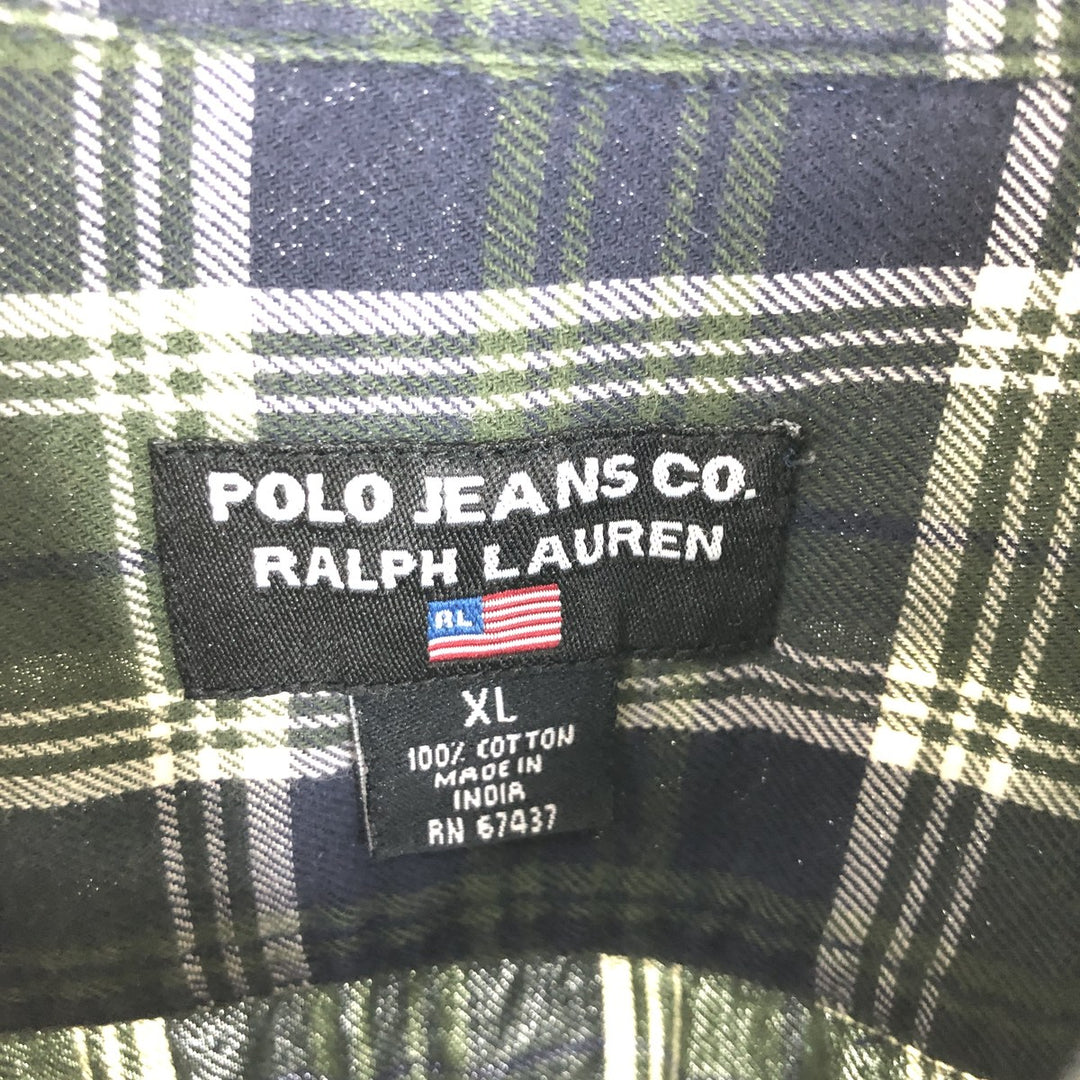 POLO JEANS CO.
RALPH LAUREN
RL
XL
100% COTTON
MADE IN
INDIA
RN 67437